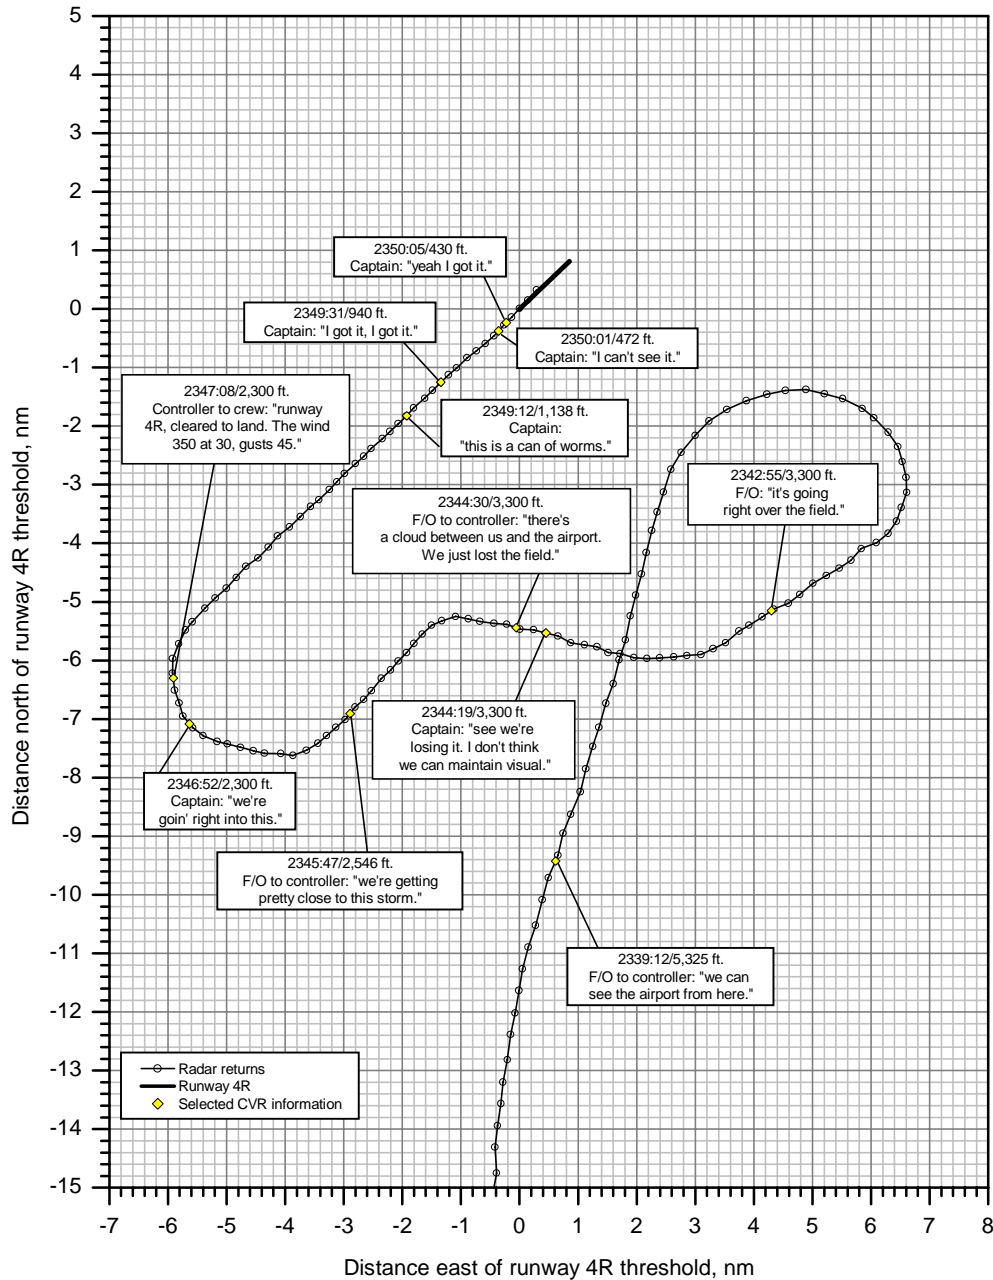 5
4
3
2
1
0
-1
-2
-3
-4
-5
-6
-7
-8
-9
-10
-11
-12
-13
-14
-15
Distance north of runway 4R threshold, nm
2350:05/430 ft.
Captain: "yeah I got it."
2349:31/940 ft.
Captain: "I got it, I got it."
2350:01/472 ft.
Captain: "I can't see it."
2347:08/2,300 ft.
Controller to crew: "runway
4R, cleared to land. The wind
350 at 30, gusts 45."
2349:12/1,138 ft.
Captain:
"this is a can of worms."
2342:55/3,300 ft.
F/O: "it's going
right over the field."
2344:30/3,300 ft.
F/O to controller: "there's
a cloud between us and the airport.
We just lost the field."
2344:19/3,300 ft.
Captain: "see we're
losing it. I don't think
we can maintain visual."
2346:52/2,300 ft.
Captain: "we're
goin' right into this."
2345:47/2,546 ft.
F/O to controller: "we're getting
pretty close to this storm."
2339:12/5,325 ft.
F/O to controller: "we can
see the airport from here."
Radar returns
Runway 4R
Selected CVR information
-7 -6 -5 -4 -3 -2 -1 0 1 2 3 4 5 6 7 8
Distance east of runway 4R threshold, nm